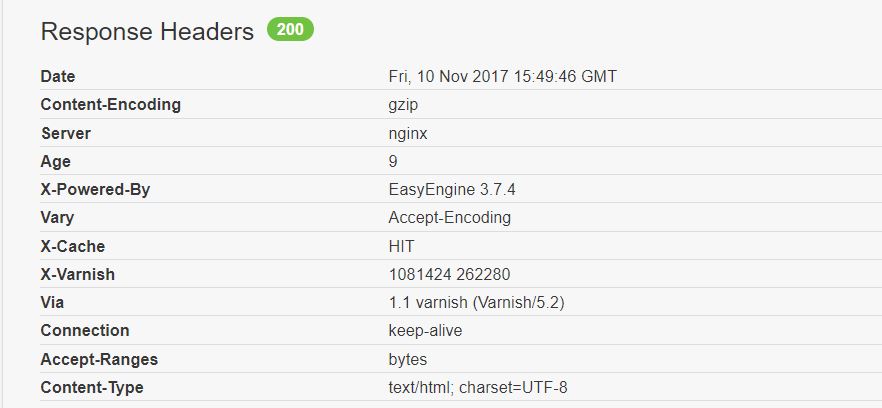 Response Headers 200
Date Fri, 10 Nov 2017 15:49:46 GMT
Content-Encoding gzip
Server nginx
Age 9
X-Powered-By EasyEngine 3.7.4
Vary Accept-Encoding
X-Cache HIT
X-Varnish 1081424 262280
Via 1.1 varnish (Varnish/5.2)
Connection keep-alive
Accept-Ranges bytes
Content-Type text/html; charset=UTF-8